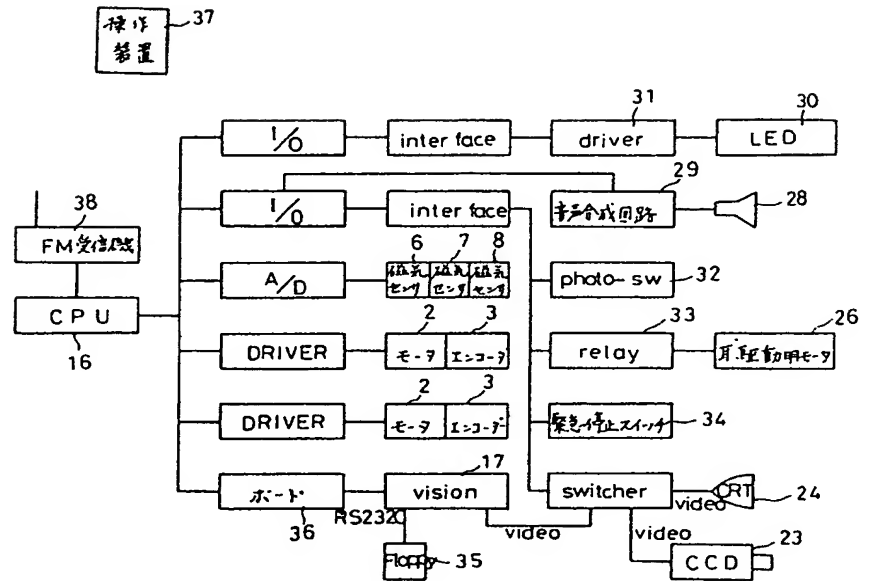 操作
装置
37
31
30
I/O
interface
driver
LED
29
28
38
I/O
interface
音声合成回路
FM受信機
6
7
8
A/D
磁気
センサ
磁気
センサ
磁気
センサ
photo-sw
32
CPU
16
2
3
33
26
DRIVER
モータ
エンコーダ
relay
耳駆動用モータ
2
3
DRIVER
モータ
エンコーダー
緊急停止スイッチ
34
17
ボード
vision
switcher
CRT
24
36
RS232C
video
video
video
23
Floppy
35
CCD